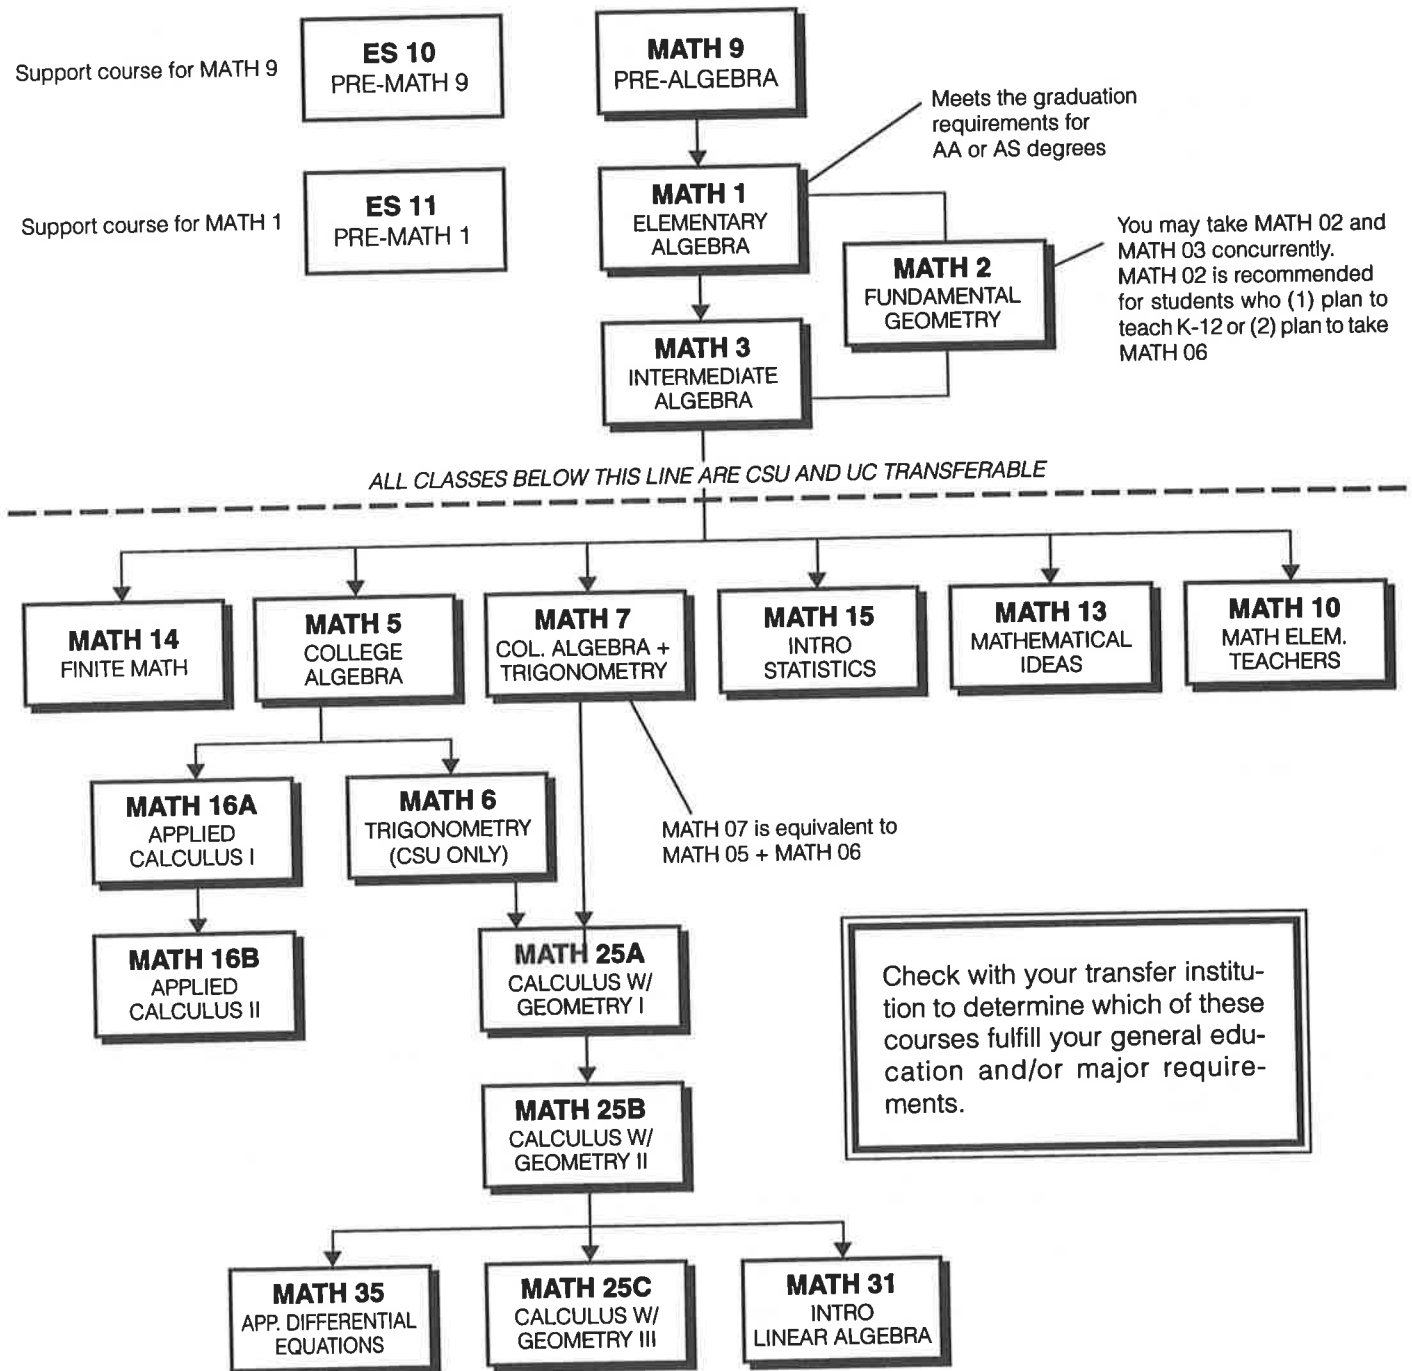 Support course for MATH 9
ES 10
PRE-MATH 9
MATH 9
PRE-ALGEBRA
Meets the graduation
requirements for
AA or AS degrees
Support course for MATH 1
ES 11
PRE-MATH 1
MATH 1
ELEMENTARY
ALGEBRA
MATH 2
FUNDAMENTAL
GEOMETRY
You may take MATH 02 and
MATH 03 concurrently.
MATH 02 is recommended
for students who (1) plan to
teach K-12 or (2) plan to take
MATH 06
MATH 3
INTERMEDIATE
ALGEBRA
ALL CLASSES BELOW THIS LINE ARE CSU AND UC TRANSFERABLE
MATH 14
FINITE MATH
MATH 5
COLLEGE
ALGEBRA
MATH 7
COL. ALGEBRA +
TRIGONOMETRY
MATH 15
INTRO
STATISTICS
MATH 13
MATHEMATICAL
IDEAS
MATH 10
MATH ELEM.
TEACHERS
MATH 16A
APPLIED
CALCULUS I
MATH 6
TRIGONOMETRY
(CSU ONLY)
MATH 07 is equivalent to
MATH 05 + MATH 06
MATH 16B
APPLIED
CALCULUS II
MATH 25A
CALCULUS W/
GEOMETRY I
Check with your transfer institu-
tion to determine which of these
courses fulfill your general edu-
cation and/or major require-
ments.
MATH 25B
CALCULUS W/
GEOMETRY II
MATH 35
APP. DIFFERENTIAL
EQUATIONS
MATH 25C
CALCULUS W/
GEOMETRY III
MATH 31
INTRO
LINEAR ALGEBRA